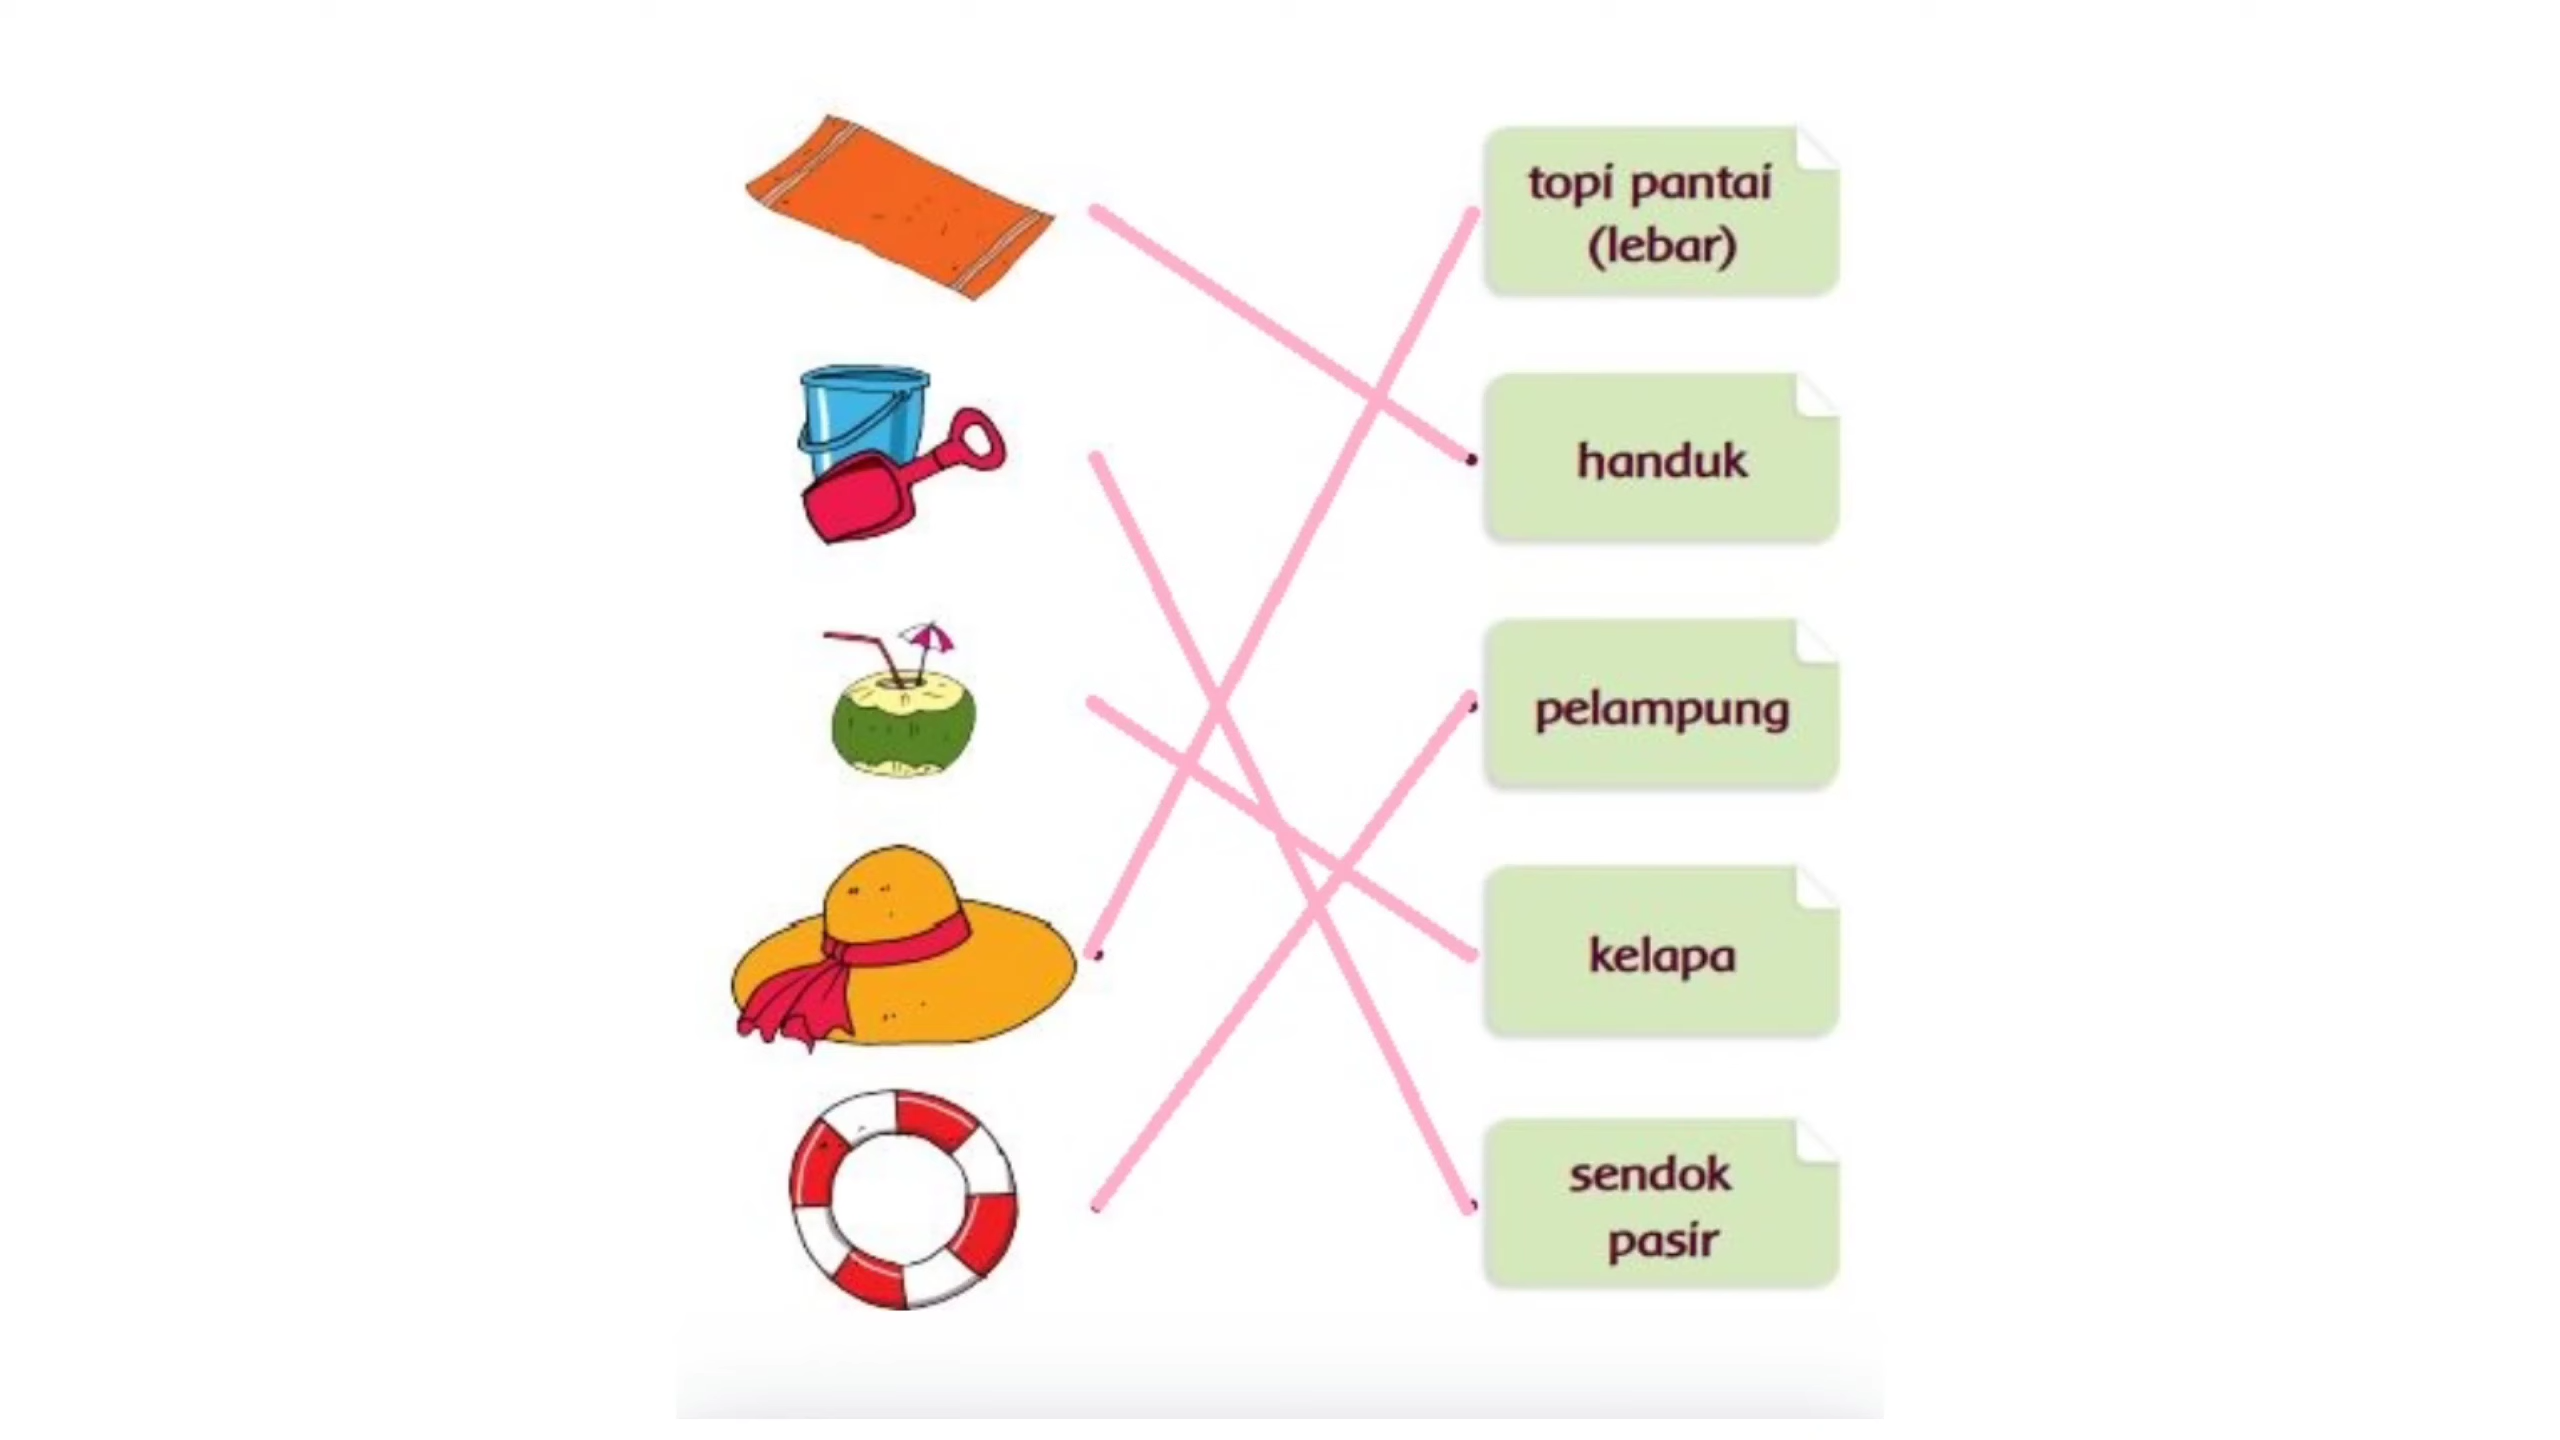 topi pantai
(lebar)
handuk
pelampung
kelapa
sendok
pasir